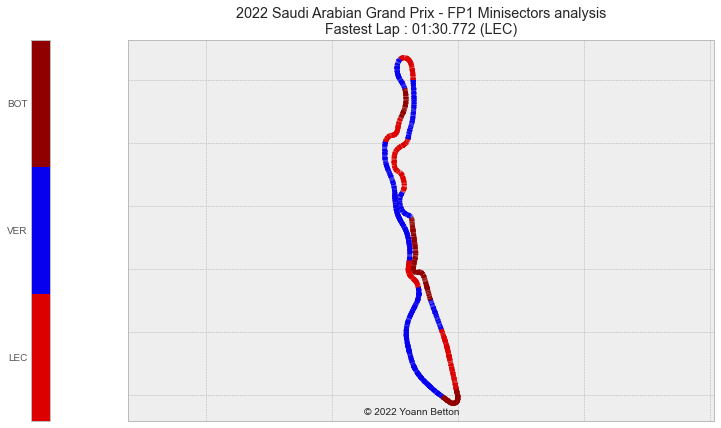 2022 Saudi Arabian Grand Prix - FP1 Minisectors analysis
Fastest Lap : 01:30.772 (LEC)
BOT
VER
LEC
© 2022 Yoann Betton